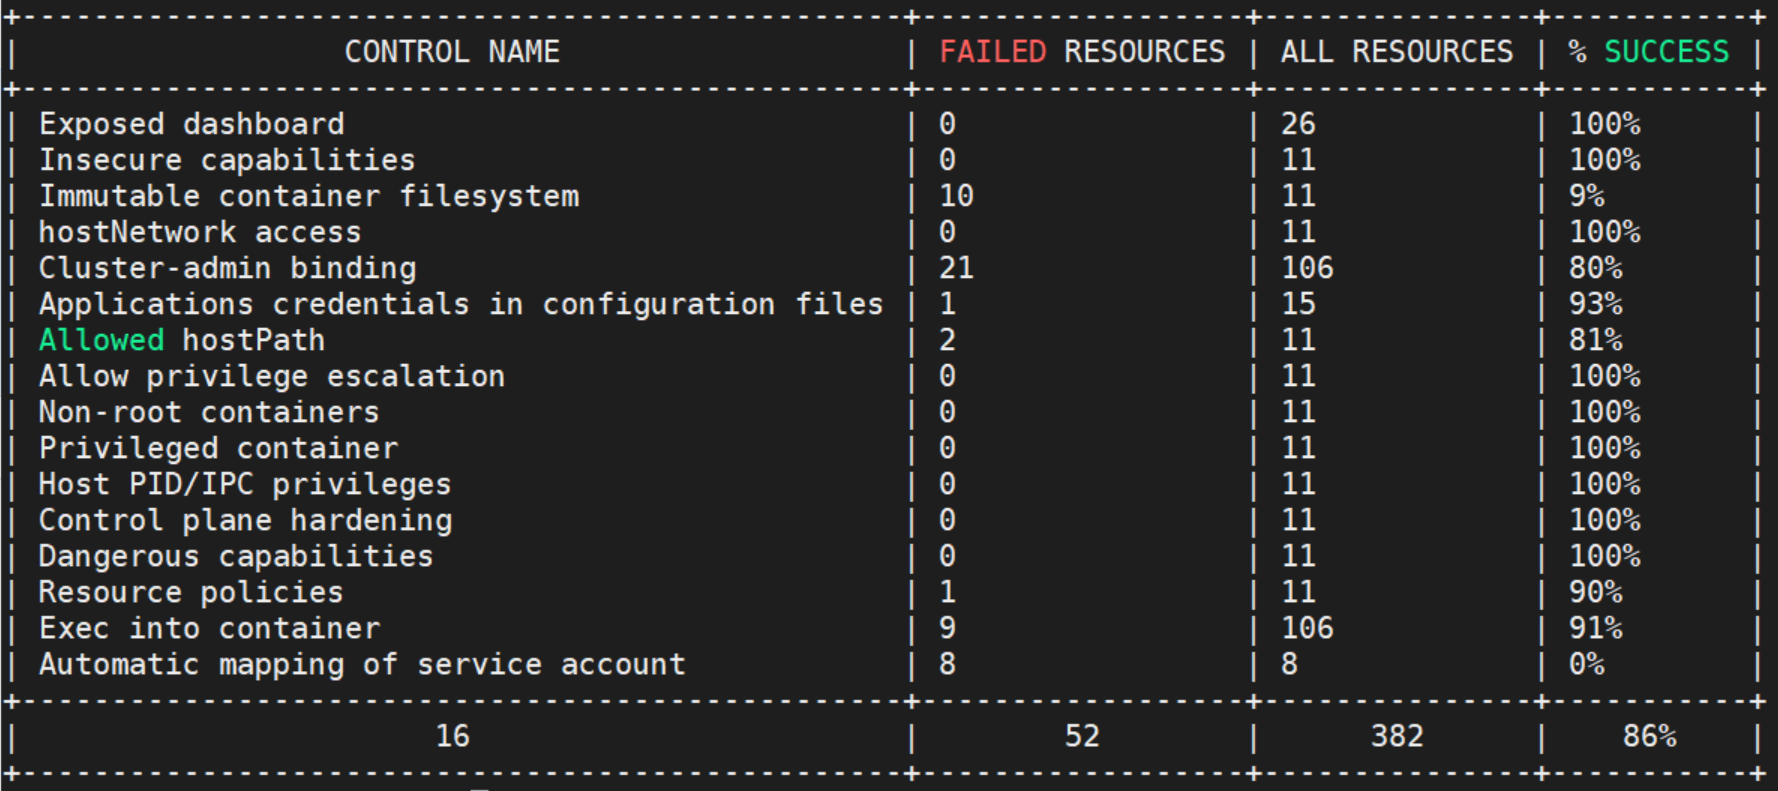 CONTROL NAME | FAILED RESOURCES | ALL RESOURCES | % SUCCESS
Exposed dashboard | 0 | 26 | 100%
Insecure capabilities | 0 | 11 | 100%
Immutable container filesystem | 10 | 11 | 9%
hostNetwork access | 0 | 11 | 100%
Cluster-admin binding | 21 | 106 | 80%
Applications credentials in configuration files | 1 | 15 | 93%
Allowed hostPath | 2 | 11 | 81%
Allow privilege escalation | 0 | 11 | 100%
Non-root containers | 0 | 11 | 100%
Privileged container | 0 | 11 | 100%
Host PID/IPC privileges | 0 | 11 | 100%
Control plane hardening | 0 | 11 | 100%
Dangerous capabilities | 0 | 11 | 100%
Resource policies | 1 | 11 | 90%
Exec into container | 9 | 106 | 91%
Automatic mapping of service account | 8 | 8 | 0%
16 | 52 | 382 | 86%